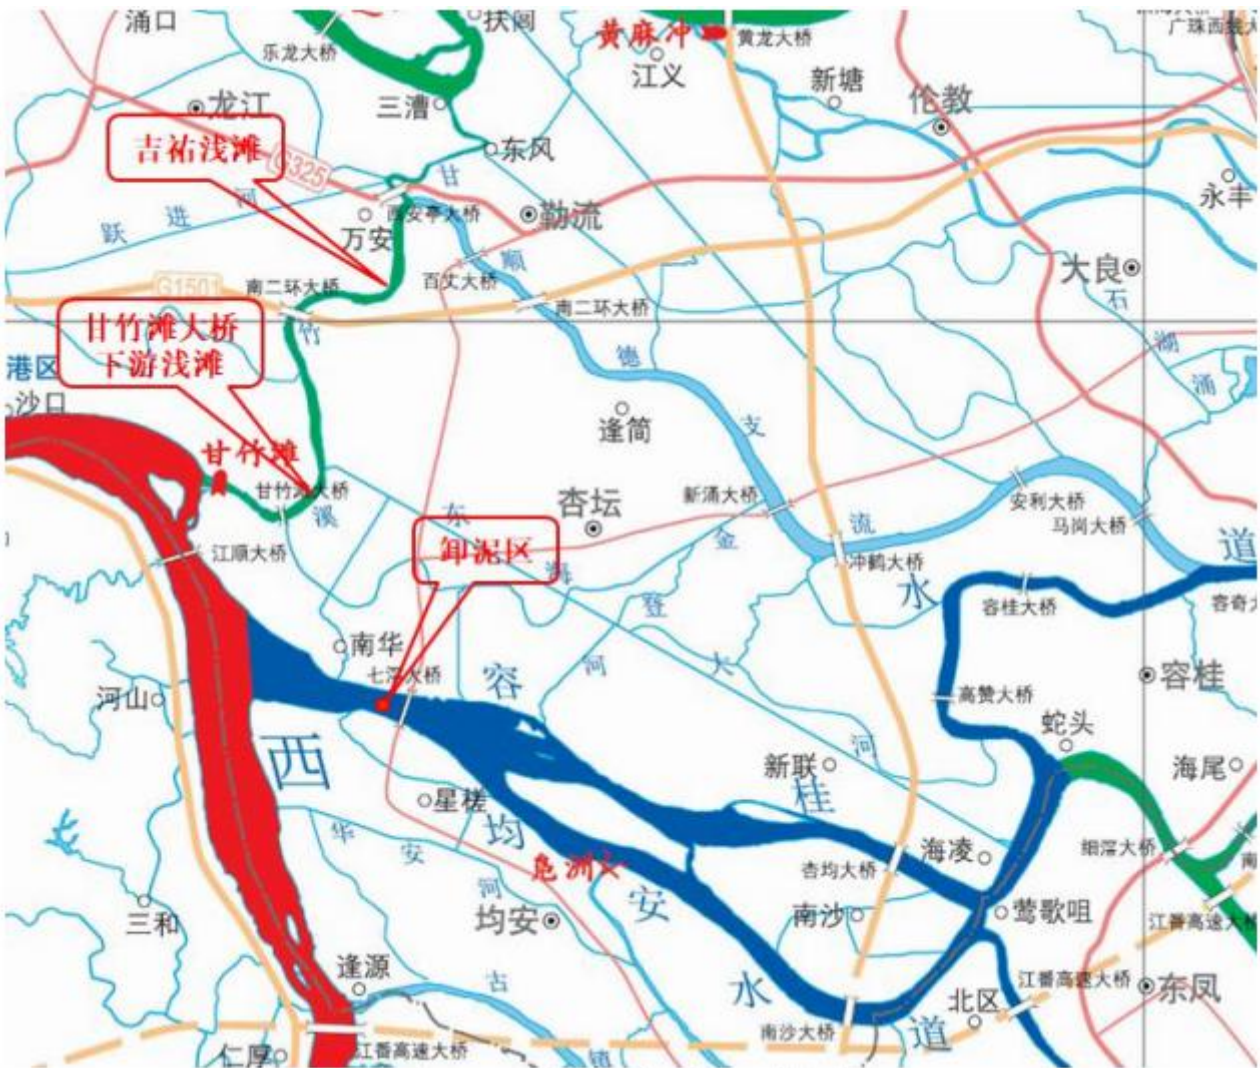 涌口
扶闾
黄麻冲
黄龙大桥
广珠西线
乐龙大桥
江义
新塘
伦教
龙江
三漕
吉祐浅滩
G325
东风
甘
永丰
跃
进
河
西安亭大桥
勒流
万安
顺
大良
G1501
南二环大桥
百丈大桥
南二环大桥
石
甘竹滩大桥
下游浅滩
竹
港区
德
湖
涌
沙口
逢简
支
甘竹滩
甘竹滩大桥
溪
东
杏坛
新涌大桥
流
安利大桥
马岗大桥
江顺大桥
卸泥区
海
金
冲鹤大桥
道
水
容桂大桥
容奇大
登
南华
七滘大桥
容
河
大
容桂
河山
高赞大桥
蛇头
西
新联
河
海尾
星槎
桂
华
安
均
细滘大桥
南
河
海凌
杏均大桥
安
均安
南沙
莺歌咀
三和
江番高速大桥
逢源
古
水
北区
江番高速大桥
东凤
道
南沙大桥
仁厚
江番高速大桥
镇